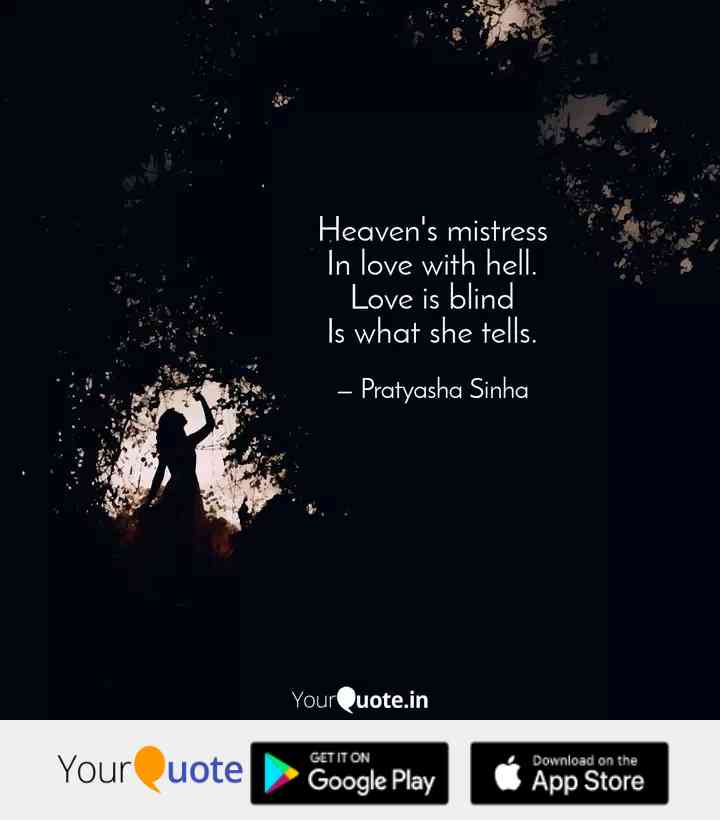 Heaven's mistress
In love with hell.
Love is blind
Is what she tells.
– Pratyasha Sinha
YourQuote.in
YourQuote
GET IT ON
Google Play
Download on the
App Store